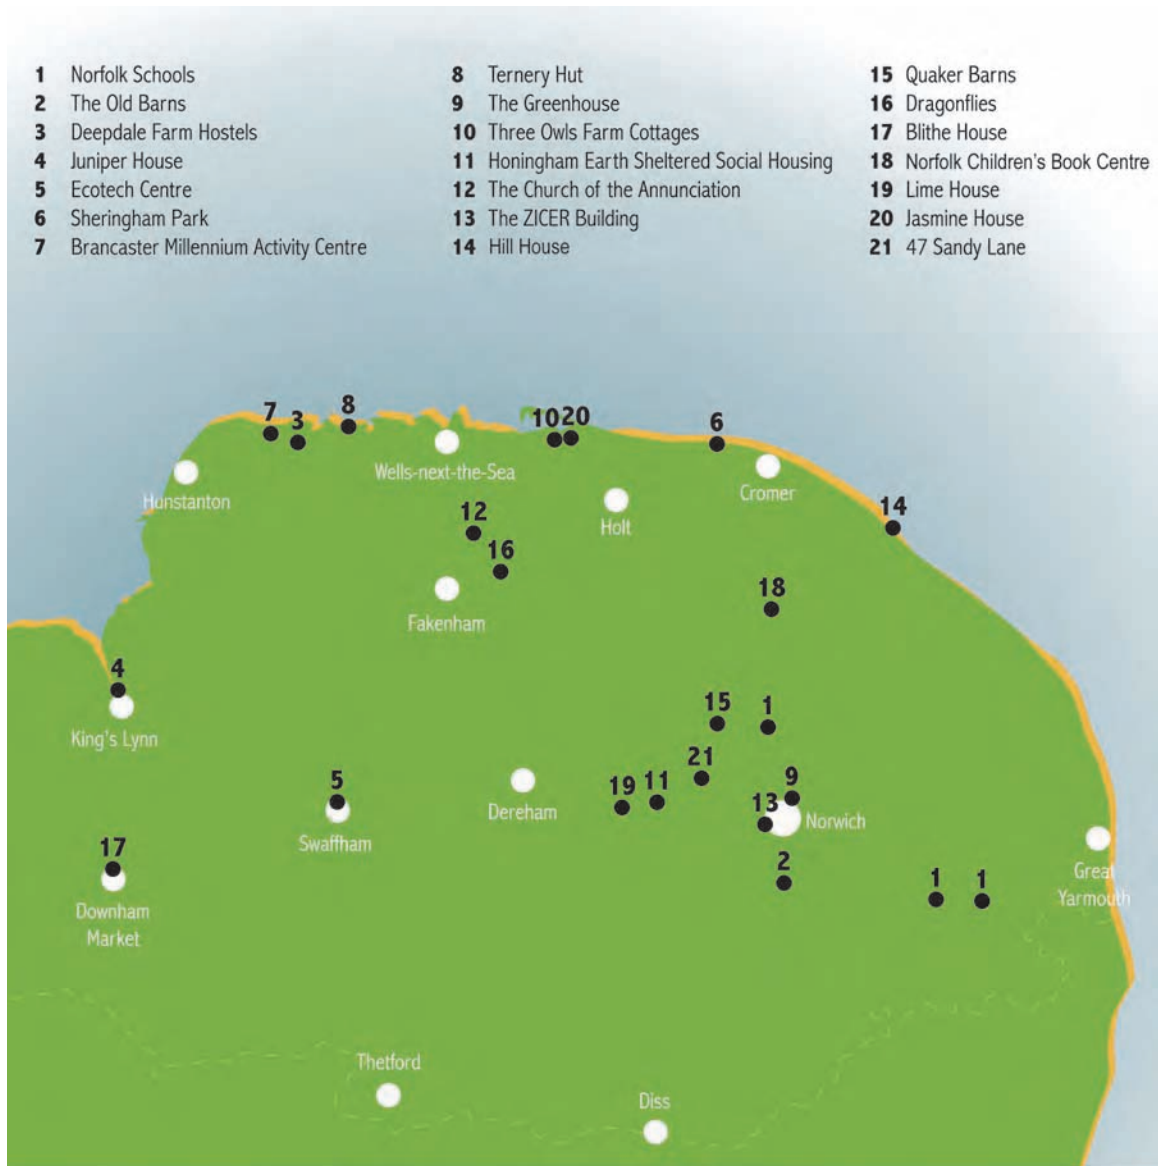 1 Norfolk Schools
2 The Old Barns
3 Deepdale Farm Hostels
4 Juniper House
5 Ecotech Centre
6 Sheringham Park
7 Brancaster Millennium Activity Centre
8 Ternery Hut
9 The Greenhouse
10 Three Owls Farm Cottages
11 Honingham Earth Sheltered Social Housing
12 The Church of the Annunciation
13 The ZICER Building
14 Hill House
15 Quaker Barns
16 Dragonflies
17 Blithe House
18 Norfolk Children's Book Centre
19 Lime House
20 Jasmine House
21 47 Sandy Lane
7
3
8
10
20
6
Wells-next-the-Sea
Cromer
Hunstanton
14
Holt
12
16
18
Fakenham
4
King's Lynn
15
1
21
5
19
11
9
Dereham
13
Norwich
Swaffham
17
2
Great
Yarmouth
1
1
Downham
Market
Thetford
Diss